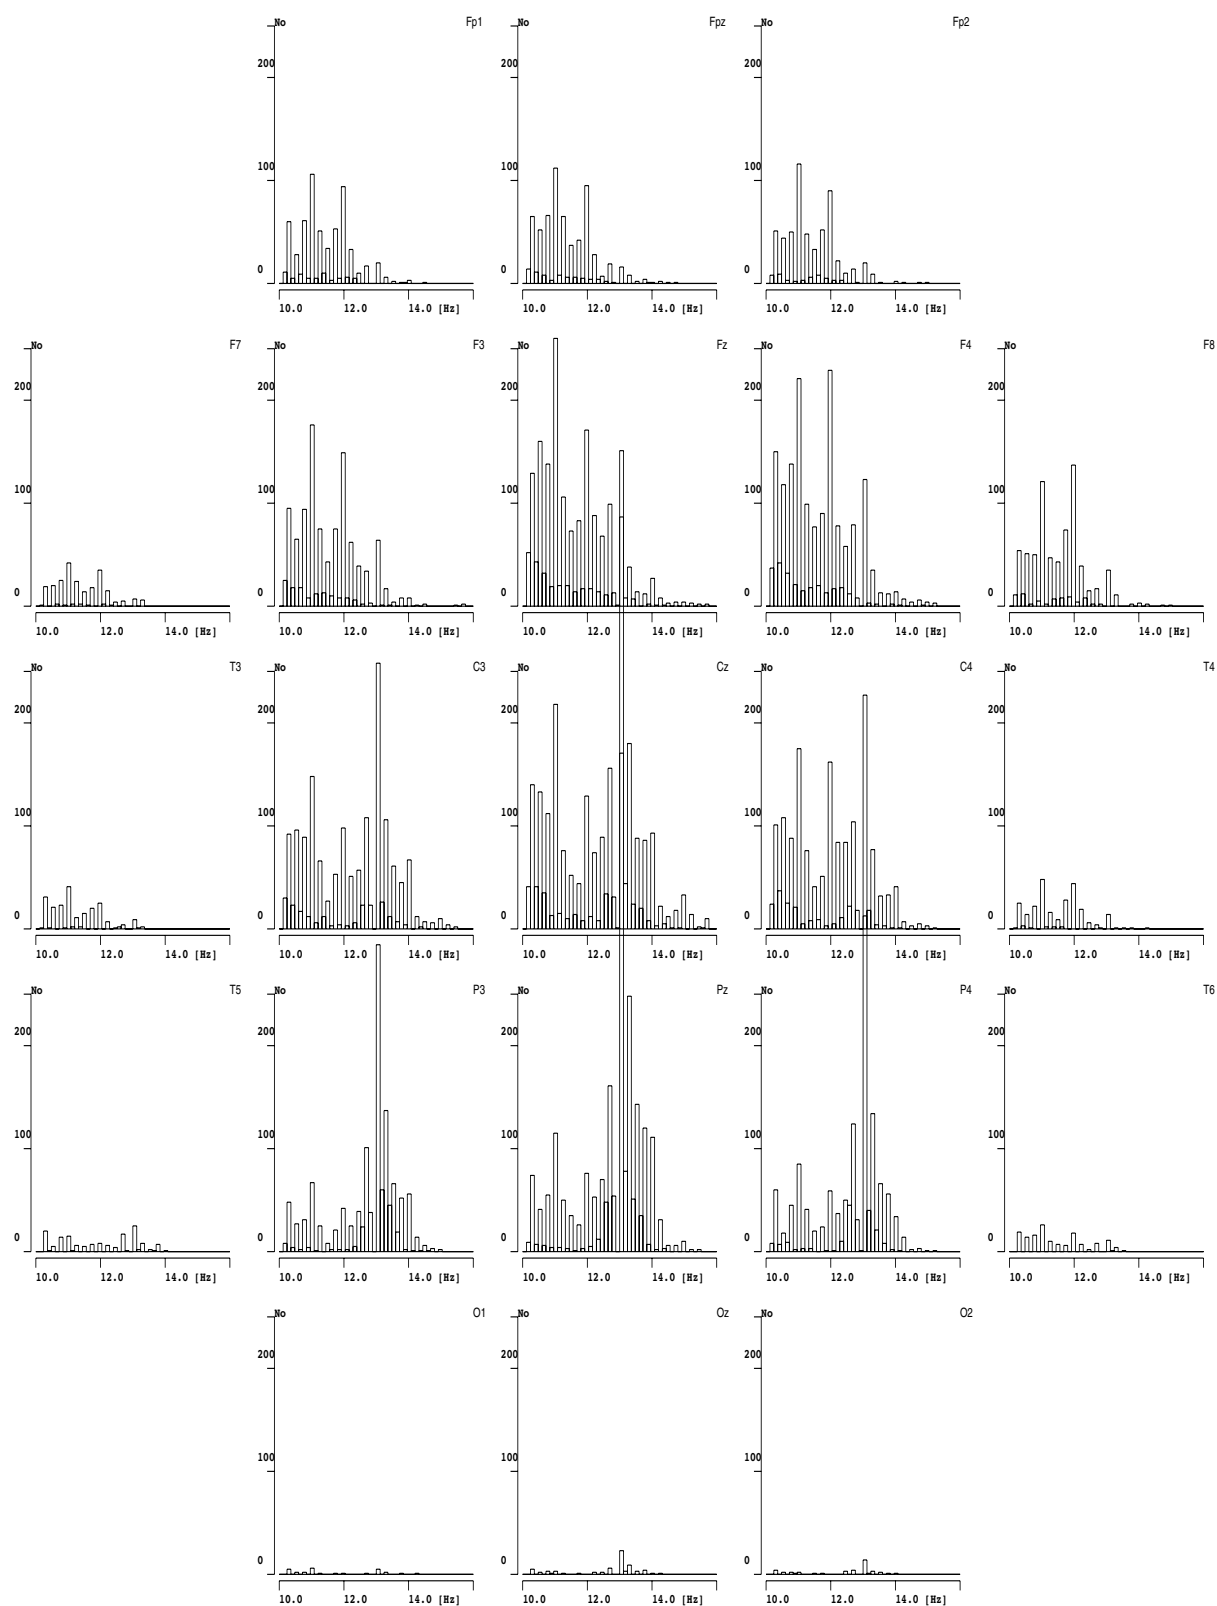 No Fp1 No Fpz No Fp2
200 200 200
100 100 100
0 0 0
10.0 12.0 14.0 [Hz] 10.0 12.0 14.0 [Hz] 10.0 12.0 14.0 [Hz]
No F7 No F3 No Fz No F4 No F8
200 200 200 200 200
100 100 100 100 100
0 0 0 0 0
10.0 12.0 14.0 [Hz] 10.0 12.0 14.0 [Hz] 10.0 12.0 14.0 [Hz] 10.0 12.0 14.0 [Hz] 10.0 12.0 14.0 [Hz]
No T3 No C3 No Cz No C4 No T4
200 200 200 200 200
100 100 100 100 100
0 0 0 0 0
10.0 12.0 14.0 [Hz] 10.0 12.0 14.0 [Hz] 10.0 12.0 14.0 [Hz] 10.0 12.0 14.0 [Hz] 10.0 12.0 14.0 [Hz]
No T5 No P3 No Pz No P4 No T6
200 200 200 200 200
100 100 100 100 100
0 0 0 0 0
10.0 12.0 14.0 [Hz] 10.0 12.0 14.0 [Hz] 10.0 12.0 14.0 [Hz] 10.0 12.0 14.0 [Hz] 10.0 12.0 14.0 [Hz]
No O1 No Oz No O2
200 200 200
100 100 100
0 0 0
10.0 12.0 14.0 [Hz] 10.0 12.0 14.0 [Hz] 10.0 12.0 14.0 [Hz]